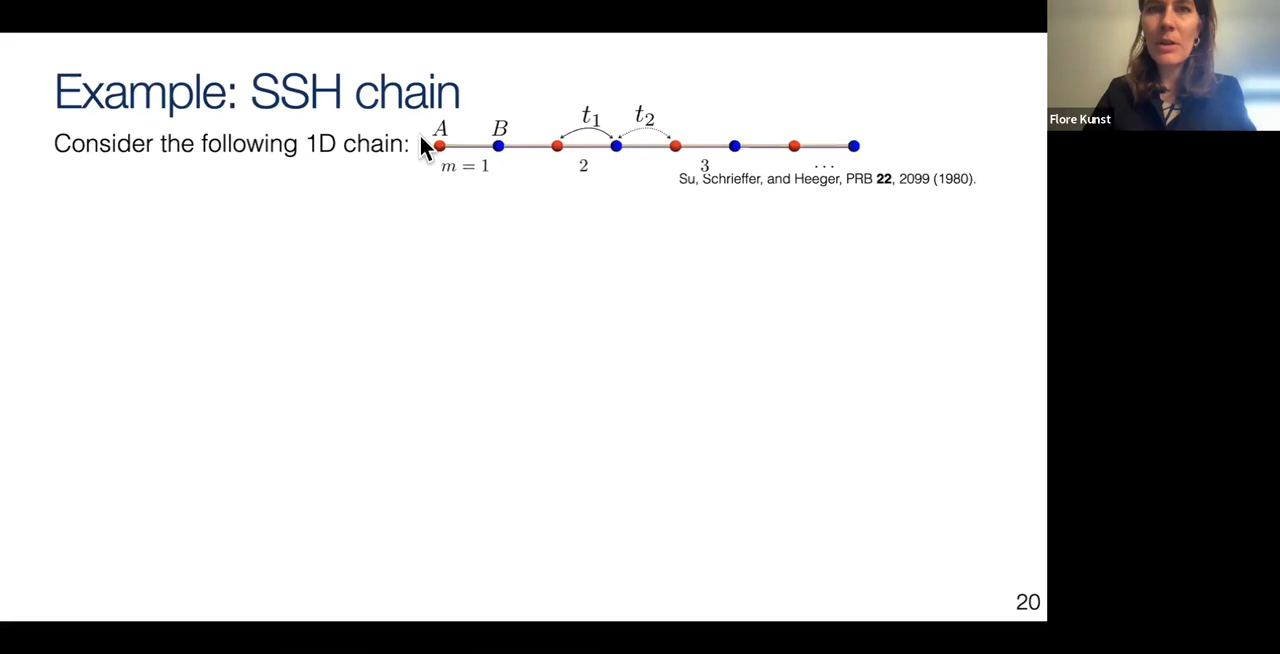 Example: SSH chain
Consider the following 1D chain:
A B t₁ t₂
m = 1 2 3 ...
Su, Schrieffer, and Heeger, PRB 22, 2099 (1980).
20
Flore Kunst